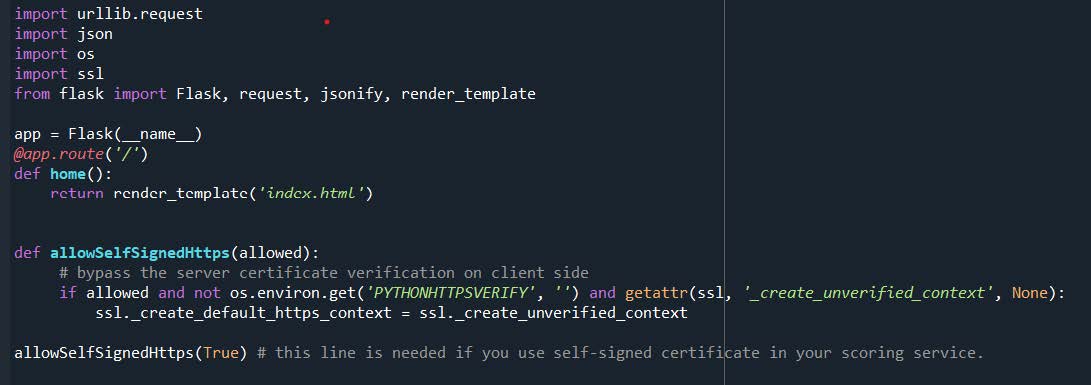 import urllib.request
import json
import os
import ssl
from flask import Flask, request, jsonify, render_template

app = Flask(__name__)
@app.route('/')
def home():
    return render_template('index.html')


def allowSelfSignedHttps(allowed):
     # bypass the server certificate verification on client side
     if allowed and not os.environ.get('PYTHONHTTPSVERIFY', '') and getattr(ssl, '_create_unverified_context', None):
         ssl._create_default_https_context = ssl._create_unverified_context

allowSelfSignedHttps(True) # this line is needed if you use self-signed certificate in your scoring service.